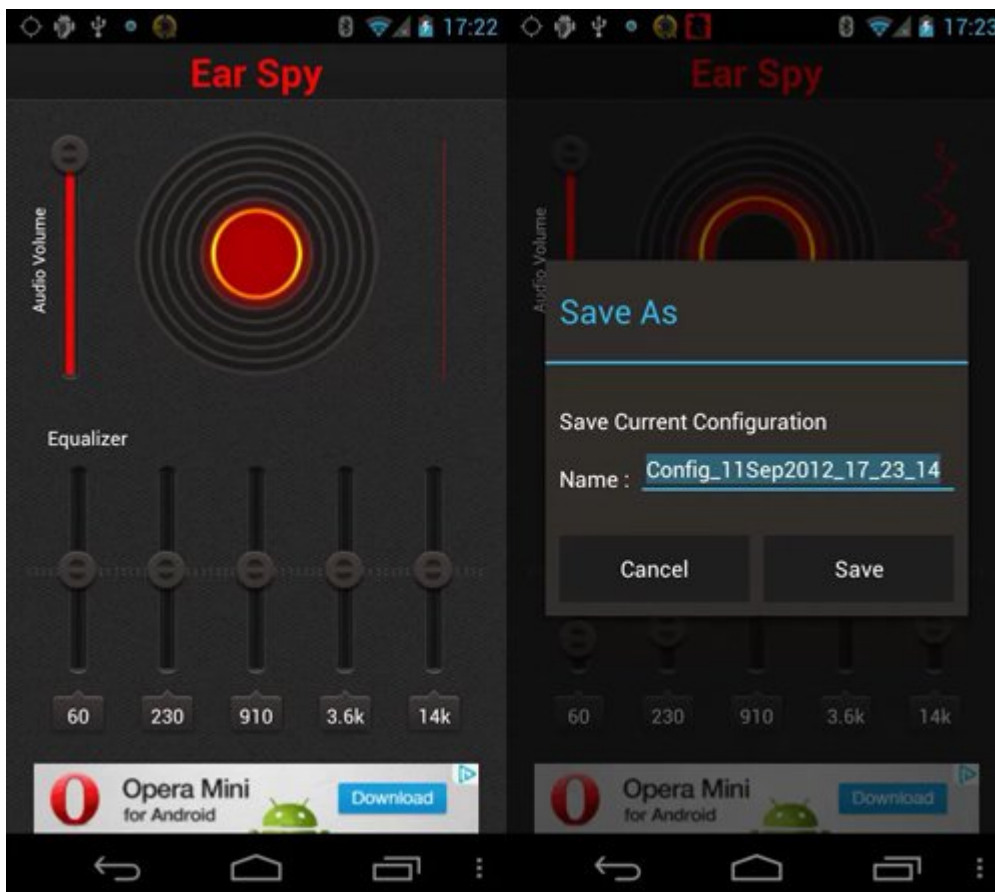 17:22
Ear Spy
Audio Volume
Equalizer
60 230 910 3.6k 14k
Opera Mini
for Android
Download
17:23
Ear Spy
Audio Volume
Save As
Save Current Configuration
Name : Config_11Sep2012_17_23_14
Cancel Save
60 230 910 3.6k 14k
Opera Mini
for Android
Download